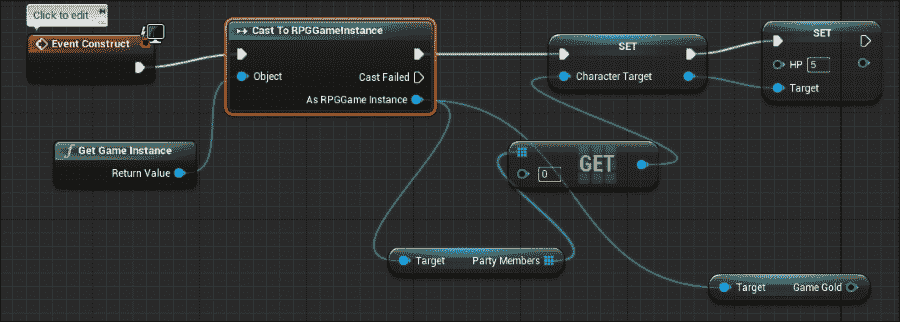 Click to edit
Event Construct
Cast To RPGGameInstance
Object
Cast Failed
As RPGGame Instance
SET
Character Target
SET
HP 5
Target
f Get Game Instance
Return Value
0 GET
Target Party Members
Target Game Gold